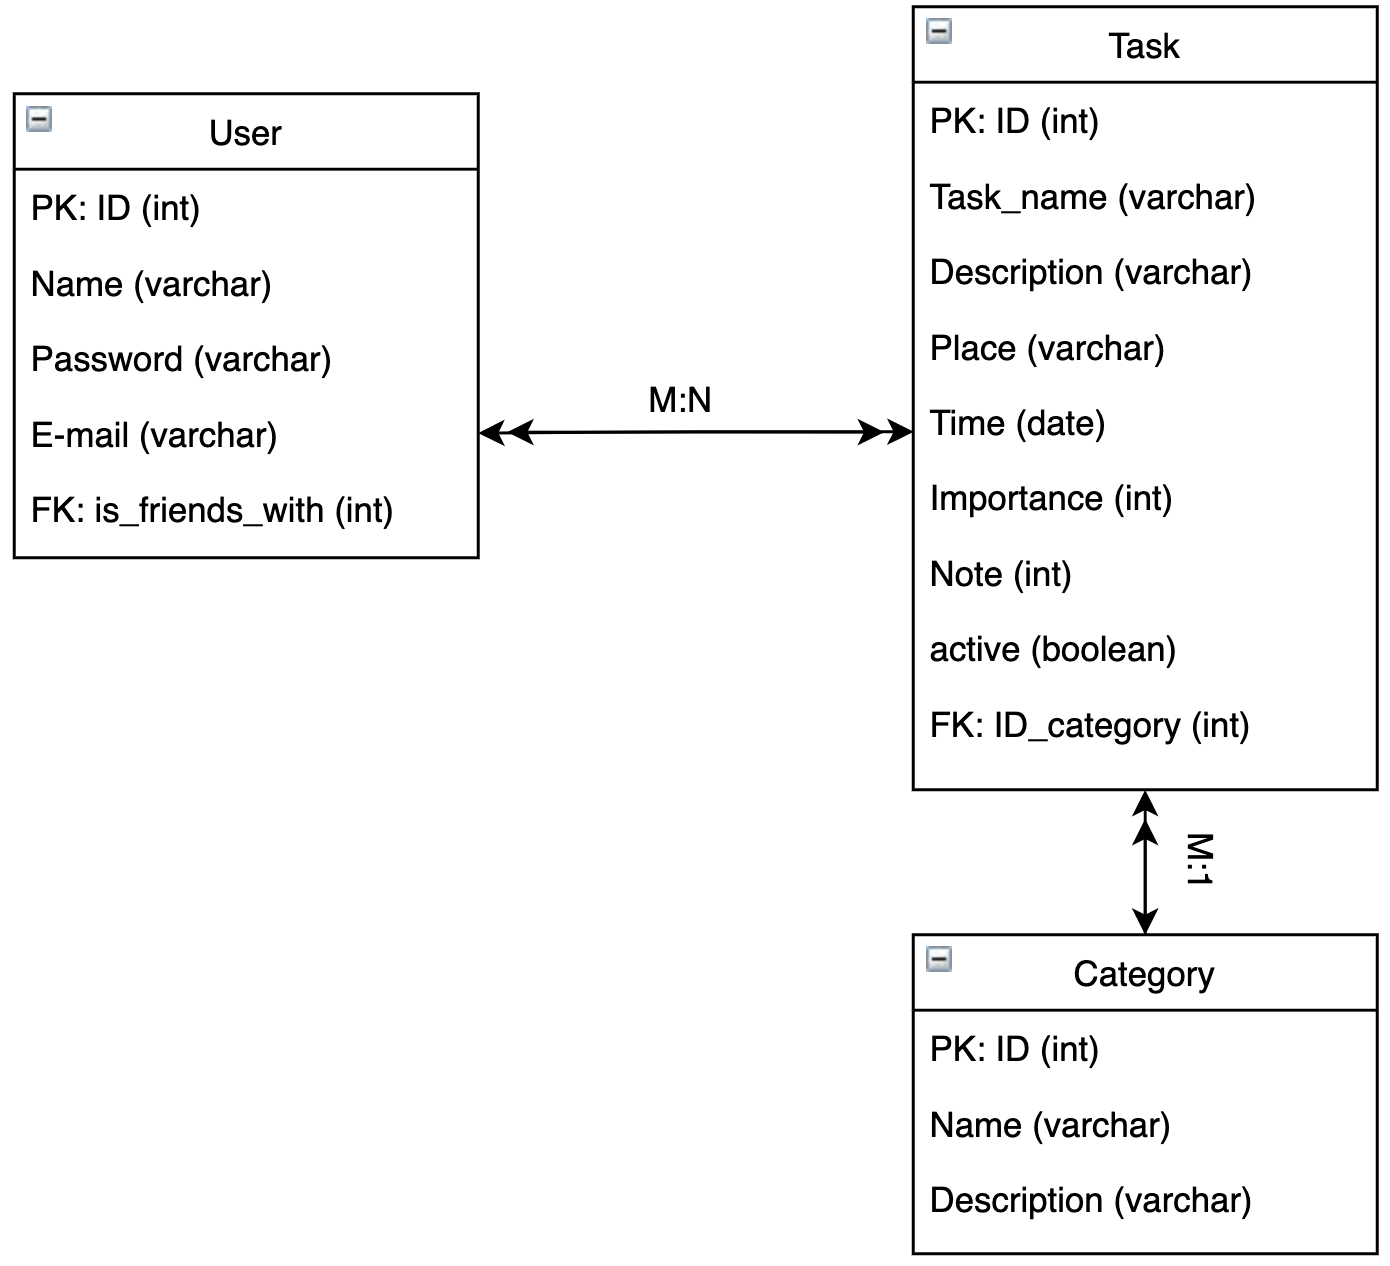 User
PK: ID (int)
Name (varchar)
Password (varchar)
E-mail (varchar)
FK: is_friends_with (int)
M:N
Task
PK: ID (int)
Task_name (varchar)
Description (varchar)
Place (varchar)
Time (date)
Importance (int)
Note (int)
active (boolean)
FK: ID_category (int)
M:1
Category
PK: ID (int)
Name (varchar)
Description (varchar)